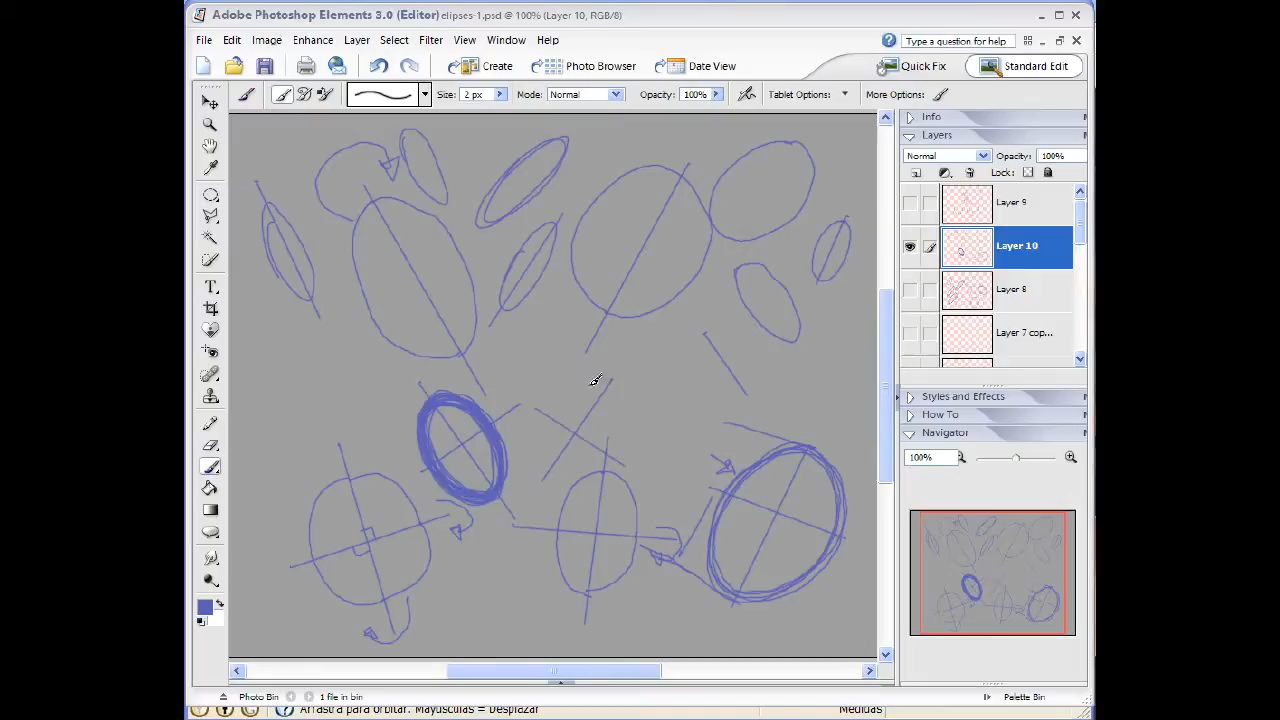 Adobe Photoshop Elements 3.0 (Editor) elipses-1.psd @ 100% (Layer 10, RGB/8)
File Edit Image Enhance Layer Select Filter View Window Help
Type a question for help
Create Photo Browser Date View Quick Fix Standard Edit
Size: 2 px Mode: Normal Opacity: 100% Tablet Options: More Options:
Info
Layers
Normal Opacity: 100%
Lock:
Layer 9
Layer 10
Layer 8
Layer 7 cop...
Styles and Effects
How To
Navigator
100%
Photo Bin 1 file in bin Palette Bin
Arrastra para orbitar. Mayúsculas = Desplazar Medidas